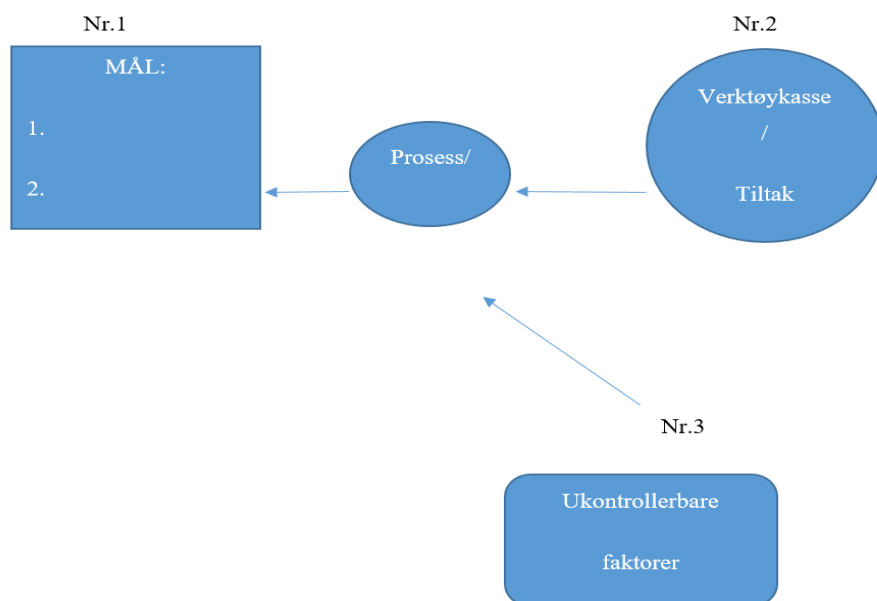 Nr.1
MÅL:
1.
2.
Prosess/
Nr.2
Verktøykasse
/
Tiltak
Nr.3
Ukontrollerbare
faktorer